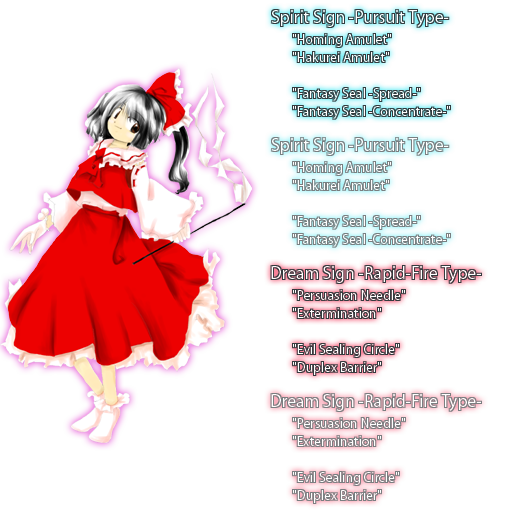 Spirit Sign -Pursuit Type-
"Homing Amulet"
"Hakurei Amulet"
"Fantasy Seal -Spread-"
"Fantasy Seal -Concentrate-"
Spirit Sign -Pursuit Type-
"Homing Amulet"
"Hakurei Amulet"
"Fantasy Seal -Spread-"
"Fantasy Seal -Concentrate-"
Dream Sign -Rapid-Fire Type-
"Persuasion Needle"
"Extermination"
"Evil Sealing Circle"
"Duplex Barrier"
Dream Sign -Rapid-Fire Type-
"Persuasion Needle"
"Extermination"
"Evil Sealing Circle"
"Duplex Barrier"